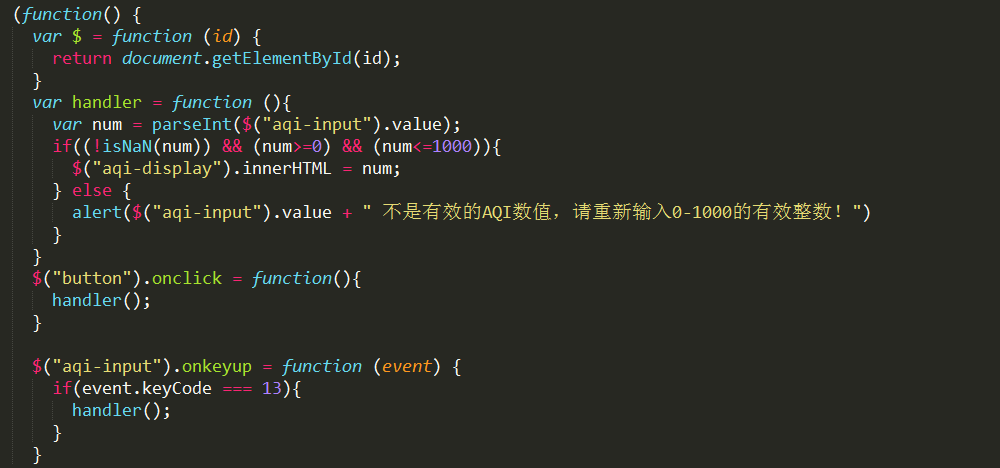 (function() {
  var $ = function (id) {
    return document.getElementById(id);
  }
  var handler = function (){
    var num = parseInt($("aqi-input").value);
    if((!isNaN(num)) && (num>=0) && (num<=1000)){
      $("aqi-display").innerHTML = num;
    } else {
      alert($("aqi-input").value + " 不是有效的AQI数值，请重新输入0-1000的有效整数！")
    }
  }
  $("button").onclick = function(){
    handler();
  }

  $("aqi-input").onkeyup = function (event) {
    if(event.keyCode === 13){
      handler();
    }
  }